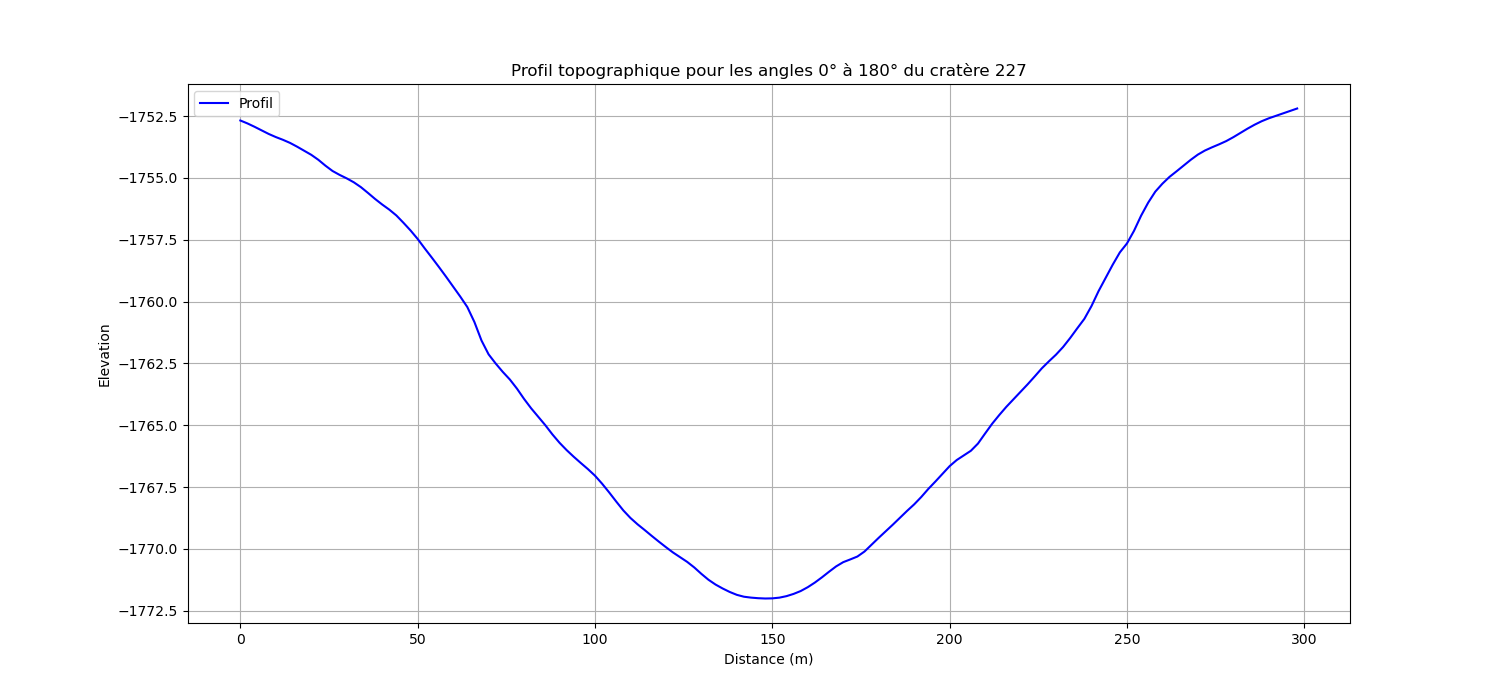 Profil topographique pour les angles 0° à 180° du cratère 227
Profil
−1752.5
−1755.0
−1757.5
−1760.0
−1762.5
−1765.0
−1767.5
−1770.0
−1772.5
Elevation
0 50 100 150 200 250 300
Distance (m)